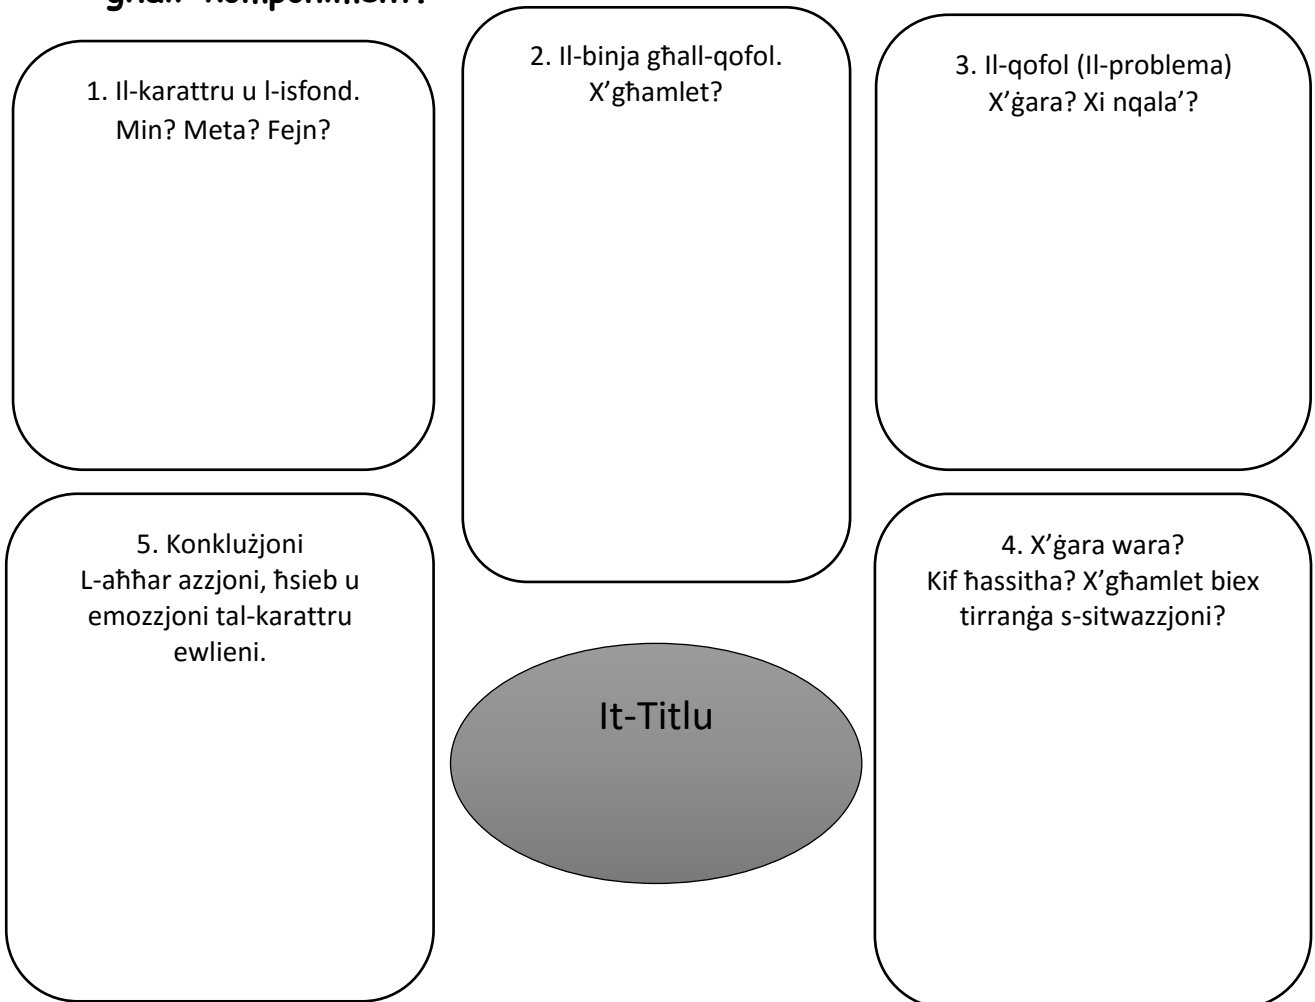 għall- komponiment?
1. Il-karattru u l-isfond.
Min? Meta? Fejn?
2. Il-binja għall-qofol.
X’għamlet?
3. Il-qofol (Il-problema)
X’ġara? Xi nqala’?
4. X’ġara wara?
Kif ħassitha? X’għamlet biex
tirranġa s-sitwazzjoni?
5. Konklużjoni
L-aħħar azzjoni, ħsieb u
emozzjoni tal-karattru
ewlieni.
It-Titlu